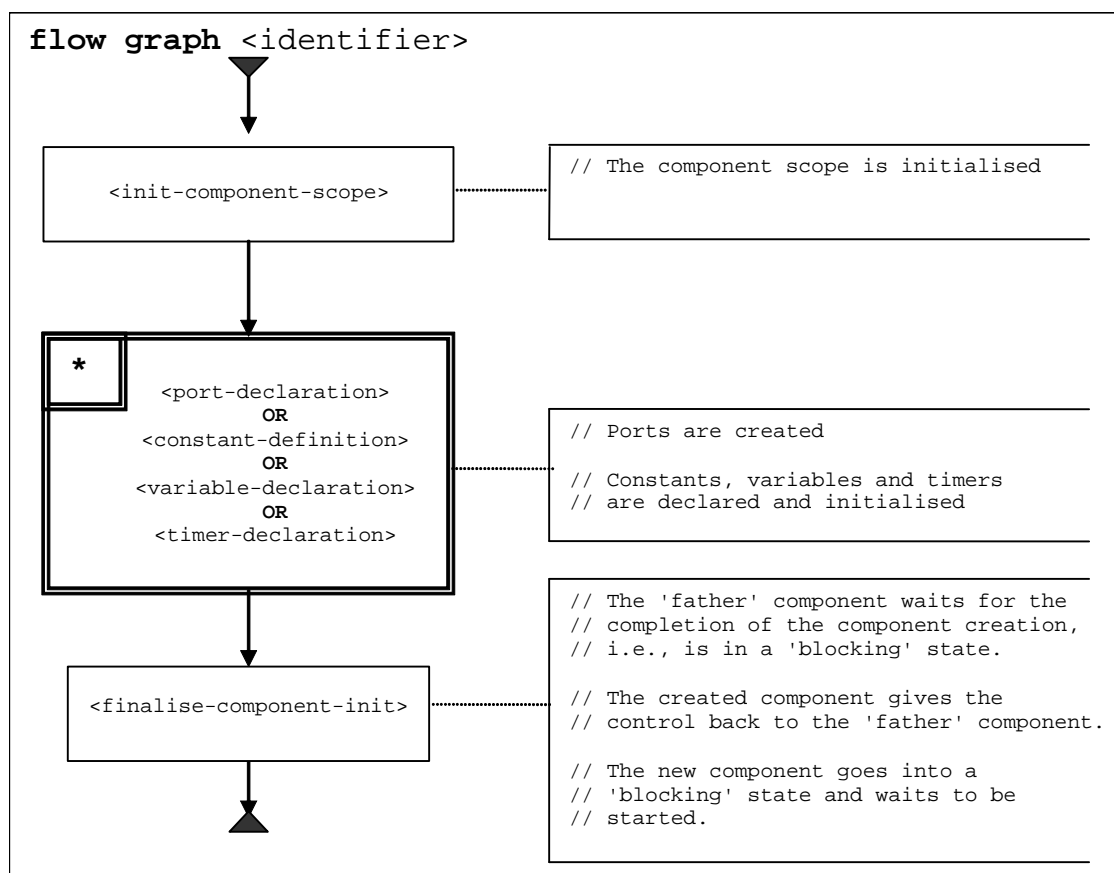 flow graph <identifier>
<init-component-scope>
// The component scope is initialised
*
<port-declaration>
OR
<constant-definition>
OR
<variable-declaration>
OR
<timer-declaration>
// Ports are created
// Constants, variables and timers
// are declared and initialised
<finalise-component-init>
// The 'father' component waits for the
// completion of the component creation,
// i.e., is in a 'blocking' state.
// The created component gives the
// control back to the 'father' component.
// The new component goes into a
// 'blocking' state and waits to be
// started.